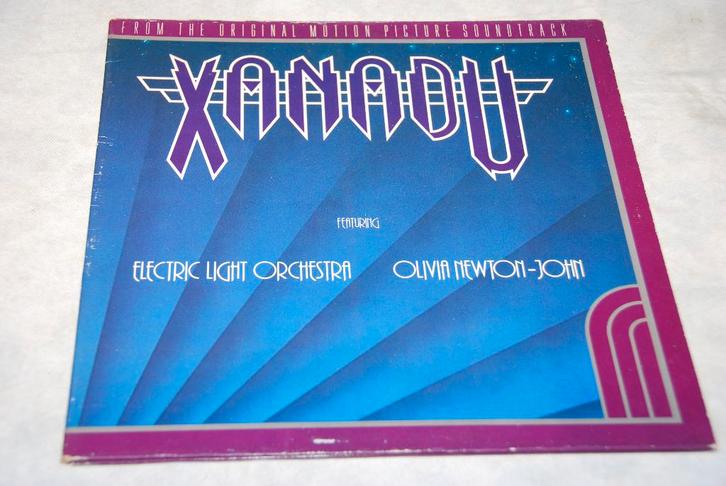 FROM THE ORIGINAL MOTION PICTURE SOUNDTRACK
XANADU
FEATURING
ELECTRIC LIGHT ORCHESTRA OLIVIA NEWTON-JOHN